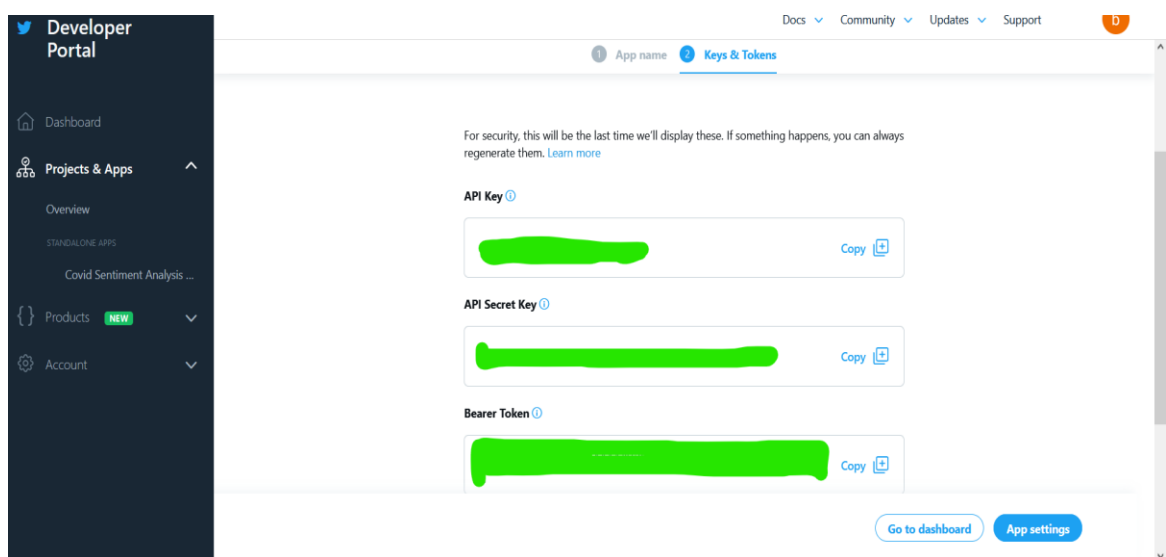 Developer
Portal
Docs Community Updates Support b
1 App name 2 Keys & Tokens
Dashboard
Projects & Apps
Overview
STANDALONE APPS
Covid Sentiment Analysis ...
{ } Products NEW
Account
For security, this will be the last time we'll display these. If something happens, you can always
regenerate them. Learn more
API Key
Copy
API Secret Key
Copy
Bearer Token
Copy
Go to dashboard App settings